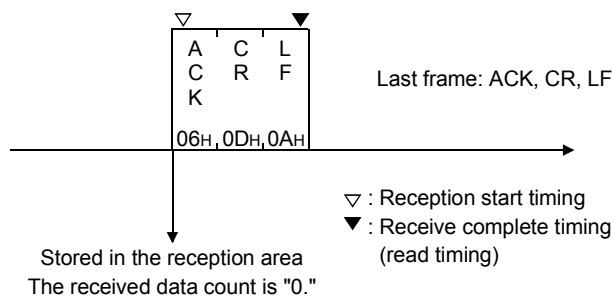 A C L
C R F
K
Last frame: ACK, CR, LF
06H 0DH 0AH
▽ : Reception start timing
▼ : Receive complete timing
(read timing)
Stored in the reception area
The received data count is "0."